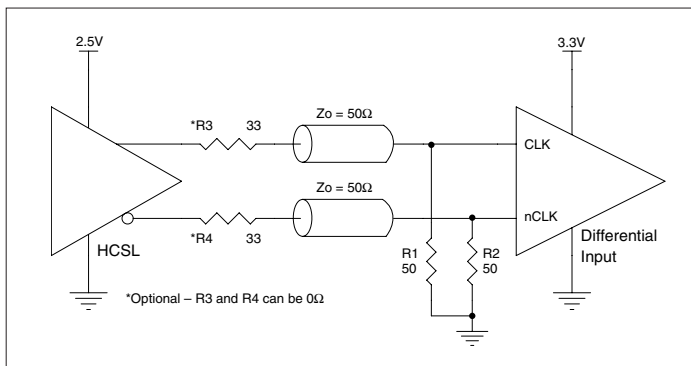 2.5V
3.3V
*R3 33
Zo = 50Ω
CLK
Zo = 50Ω
nCLK
*R4 33
HCSL
R1
50
R2
50
Differential
Input
*Optional – R3 and R4 can be 0Ω